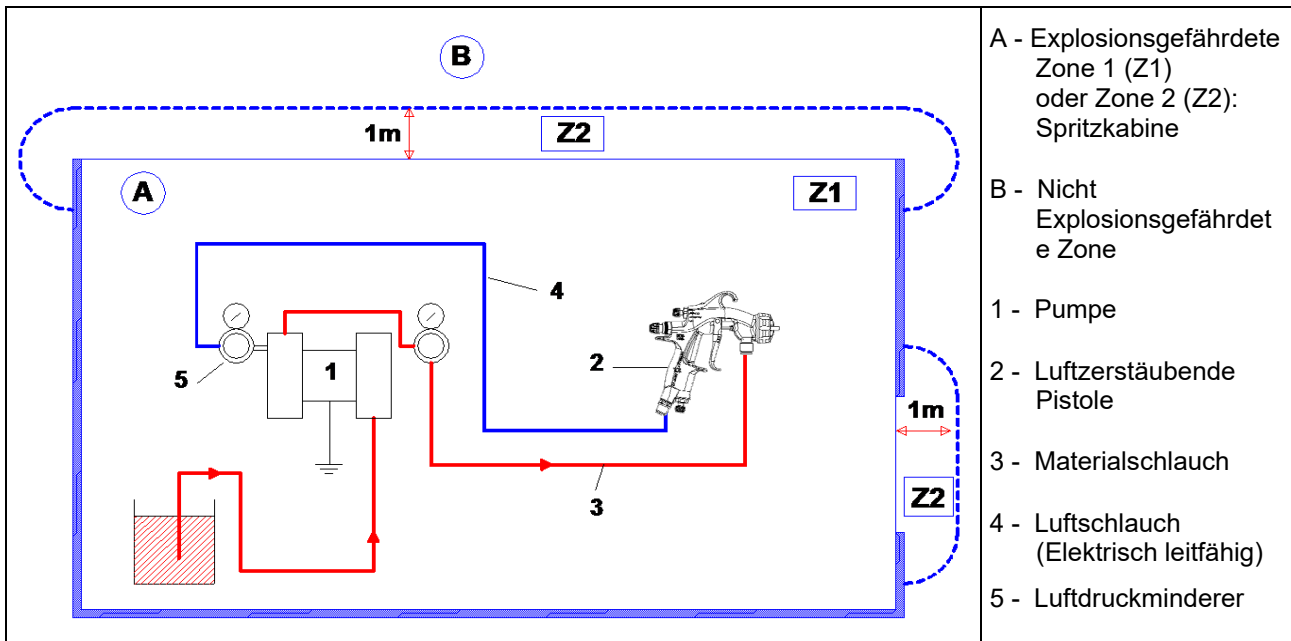 B
1m
Z2
A
Z1
4
1
2
5
1m
Z2
3
A - Explosionsgefährdete
Zone 1 (Z1)
oder Zone 2 (Z2):
Spritzkabine
B - Nicht
Explosionsgefährdet
e Zone
1 - Pumpe
2 - Luftzerstäubende
Pistole
3 - Materialschlauch
4 - Luftschlauch
(Elektrisch leitfähig)
5 - Luftdruckminderer